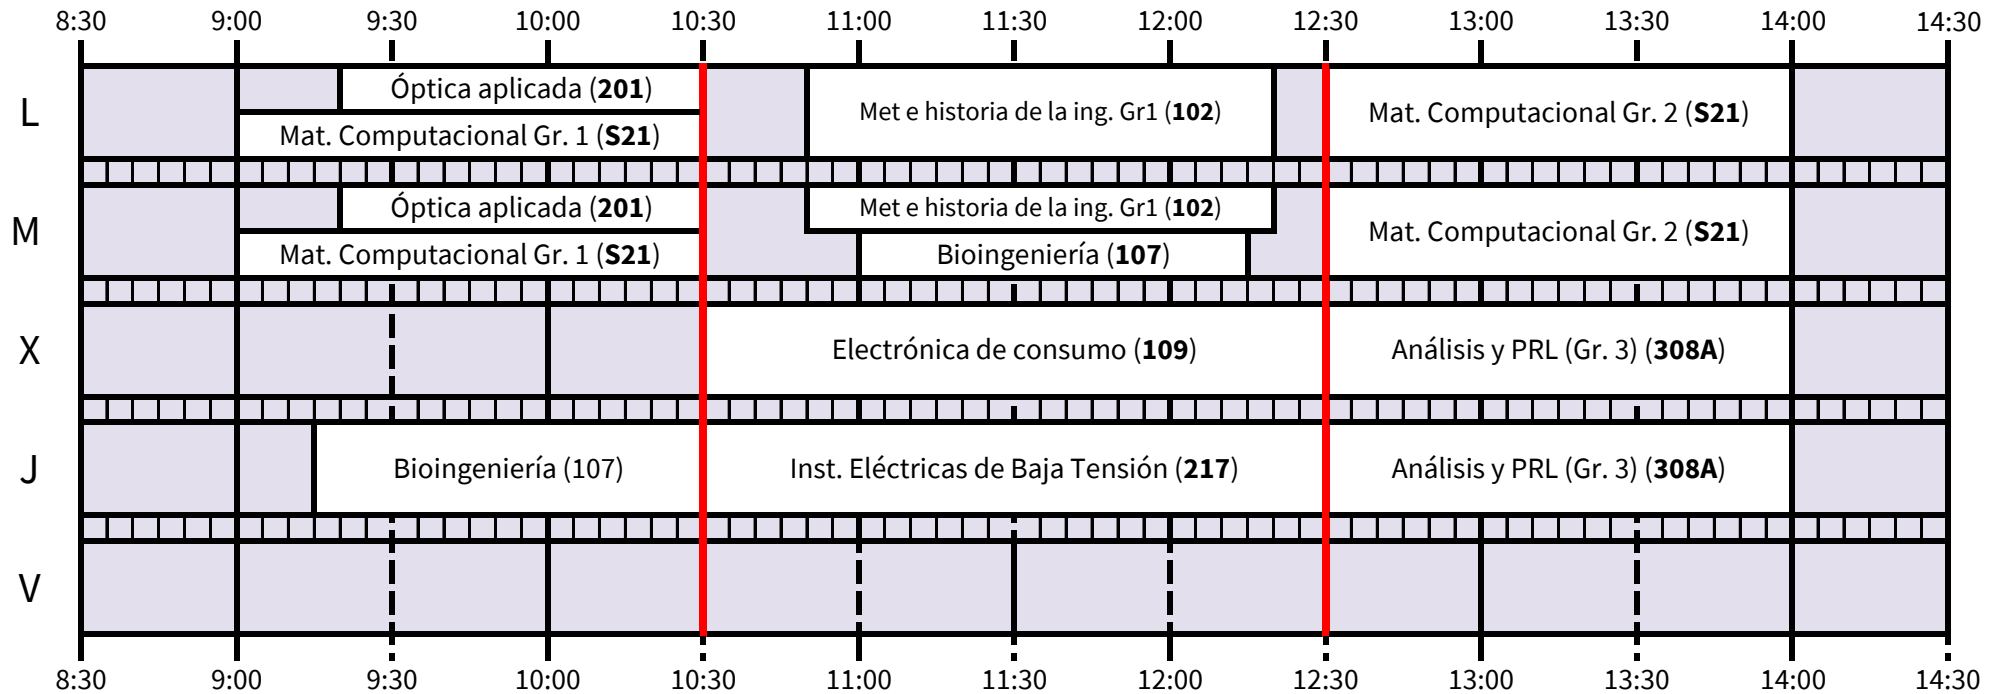 8:30 9:00 9:30 10:00 10:30 11:00 11:30 12:00 12:30 13:00 13:30 14:00 14:30
L
Óptica aplicada (201)
Mat. Computacional Gr. 1 (S21)
Met e historia de la ing. Gr1 (102)
Mat. Computacional Gr. 2 (S21)
M
Óptica aplicada (201)
Mat. Computacional Gr. 1 (S21)
Met e historia de la ing. Gr1 (102)
Bioingeniería (107)
Mat. Computacional Gr. 2 (S21)
X
Electrónica de consumo (109)
Análisis y PRL (Gr. 3) (308A)
J
Bioingeniería (107)
Inst. Eléctricas de Baja Tensión (217)
Análisis y PRL (Gr. 3) (308A)
V
8:30 9:00 9:30 10:00 10:30 11:00 11:30 12:00 12:30 13:00 13:30 14:00 14:30